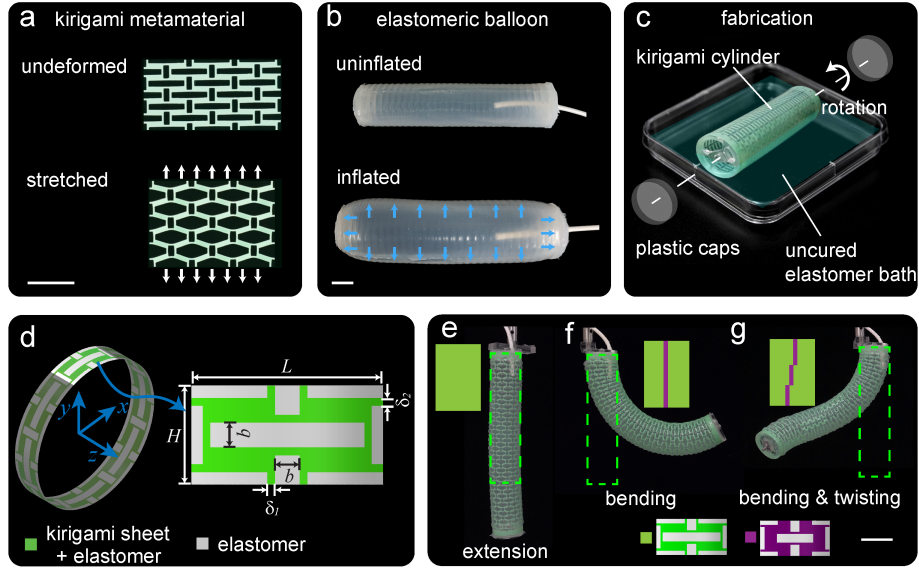 a kirigami metamaterial
undeformed
stretched
b elastomeric balloon
uninflated
inflated
c fabrication
kirigami cylinder
rotation
plastic caps
uncured
elastomer bath
d
y x
z
L
H
δ2
b
b
δ1
kirigami sheet
+ elastomer
elastomer
e
extension
f
bending
g
bending & twisting